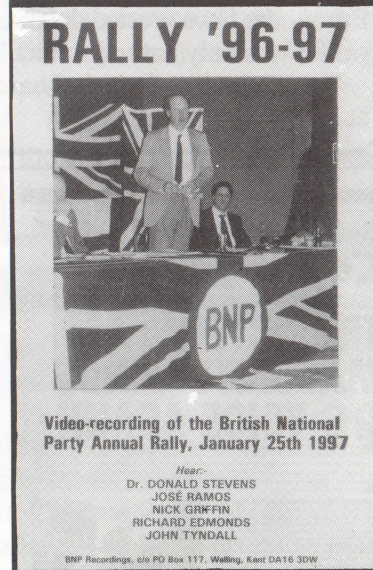 RALLY '96-97
BNP
Video-recording of the British National
Party Annual Rally, January 25th 1997
Hear:-
Dr. DONALD STEVENS
JOSÉ RAMOS
NICK GRIFFIN
RICHARD EDMONDS
JOHN TYNDALL
BNP Recordings, c/o PO Box 117, Welling, Kent DA16 3DW